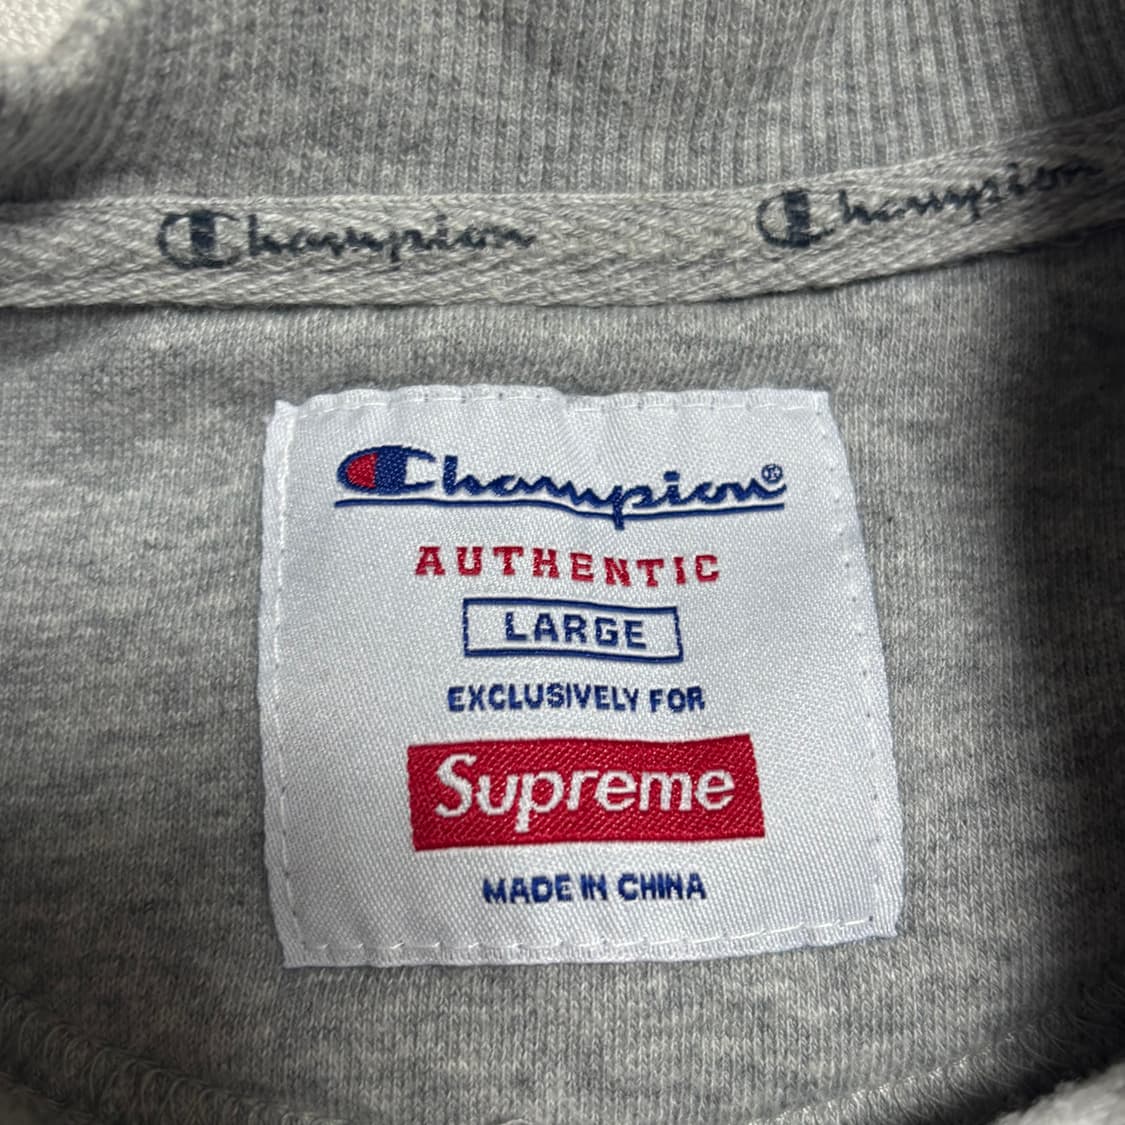 Champion Champion
Champion®
AUTHENTIC
LARGE
EXCLUSIVELY FOR
Supreme
MADE IN CHINA